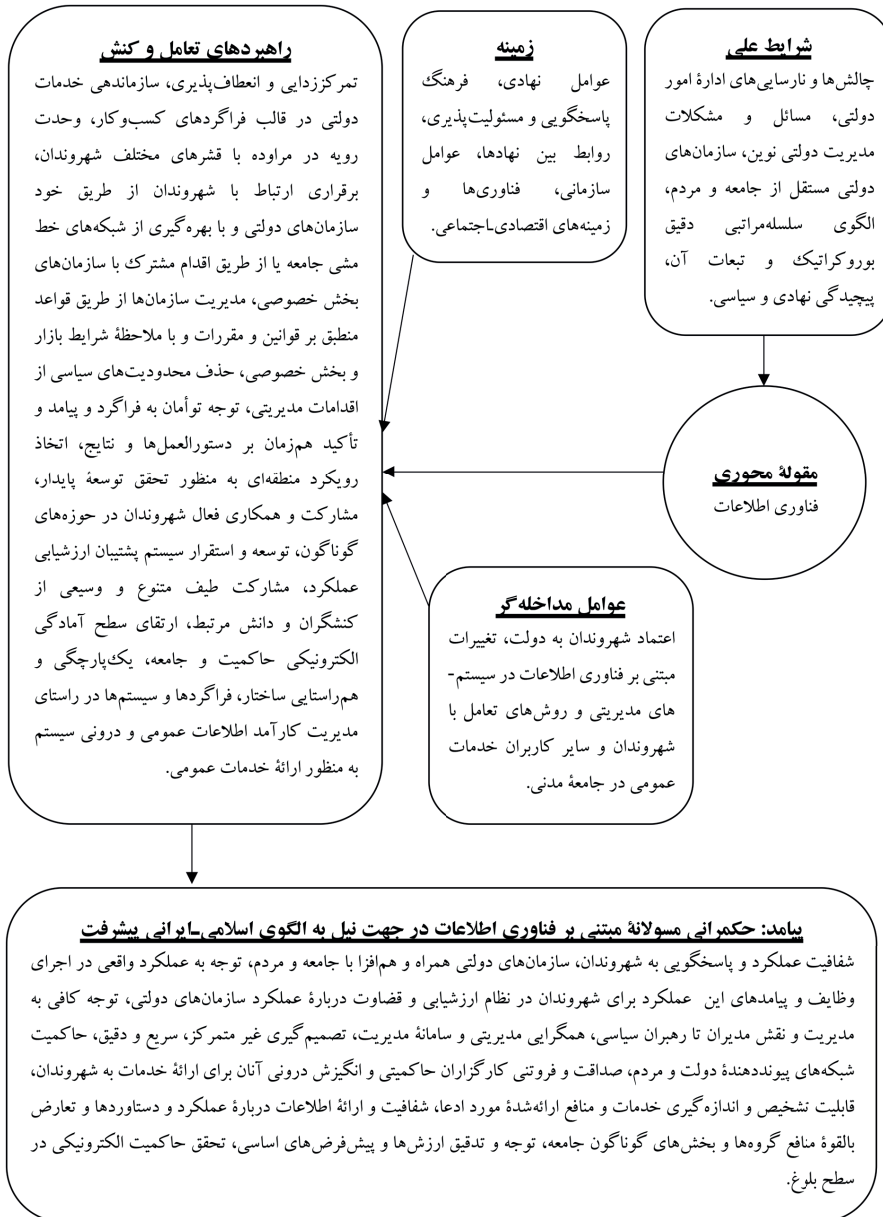 شرایط علی
چالش‌ها و نارسایی‌های ادارهٔ امور
دولتی، مسائل و مشکلات
مدیریت دولتی نوین، سازمان‌های
دولتی مستقل از جامعه و مردم،
الگوی سلسله‌مراتبی دقیق
بوروکراتیک و تبعات آن،
پیچیدگی نهادی و سیاسی.
زمینه
عوامل نهادی، فرهنگ
پاسخگویی و مسئولیت‌پذیری،
روابط بین نهادها، عوامل
سازمانی، فناوری‌ها و
زمینه‌های اقتصادی‌ـاجتماعی.
راهبردهای تعامل و کنش
تمرکززدایی و انعطاف‌پذیری، سازماندهی خدمات
دولتی در قالب فراگردهای کسب‌وکار، وحدت
رویه در مراوده با قشرهای مختلف شهروندان،
برقراری ارتباط با شهروندان از طریق خود
سازمان‌های دولتی و با بهره‌گیری از شبکه‌های خط
مشی جامعه یا از طریق اقدام مشترک با سازمان‌های
بخش خصوصی، مدیریت سازمان‌ها از طریق قواعد
منطبق بر قوانین و مقررات و با ملاحظهٔ شرایط بازار
و بخش خصوصی، حذف محدودیت‌های سیاسی از
اقدامات مدیریتی، توجه توأمان به فراگرد و پیامد و
تأکید هم‌زمان بر دستورالعمل‌ها و نتایج، اتخاذ
رویکرد منطقه‌ای به منظور تحقق توسعهٔ پایدار،
مشارکت و همکاری فعال شهروندان در حوزه‌های
گوناگون، توسعه و استقرار سیستم پشتیبان ارزشیابی
عملکرد، مشارکت طیف متنوع و وسیعی از
کنشگران و دانش مرتبط، ارتقای سطح آمادگی
الکترونیکی حاکمیت و جامعه، یک‌پارچگی و
هم‌راستایی ساختار، فراگردها و سیستم‌ها در راستای
مدیریت کارآمد اطلاعات عمومی و درونی سیستم
به منظور ارائهٔ خدمات عمومی.
مقولهٔ محوری
فناوری اطلاعات
عوامل مداخله‌گر
اعتماد شهروندان به دولت، تغییرات
مبتنی بر فناوری اطلاعات در سیستم-
های مدیریتی و روش‌های تعامل با
شهروندان و سایر کاربران خدمات
عمومی در جامعهٔ مدنی.
پیامد: حکمرانی مسولانهٔ مبتنی بر فناوری اطلاعات در جهت نیل به الگوی اسلامی‌ـایرانی پیشرفت
شفافیت عملکرد و پاسخگویی به شهروندان، سازمان‌های دولتی همراه و هم‌افزا با جامعه و مردم، توجه به عملکرد واقعی در اجرای
وظایف و پیامدهای این عملکرد برای شهروندان در نظام ارزشیابی و قضاوت دربارهٔ عملکرد سازمان‌های دولتی، توجه کافی به
مدیریت و نقش مدیران تا رهبران سیاسی، همگرایی مدیریتی و سامانهٔ مدیریت، تصمیم‌گیری غیر متمرکز، سریع و دقیق، حاکمیت
شبکه‌های پیونددهندهٔ دولت و مردم، صداقت و فروتنی کارگزاران حاکمیتی و انگیزش درونی آنان برای ارائهٔ خدمات به شهروندان،
قابلیت تشخیص و اندازه‌گیری خدمات و منافع ارائه‌شدهٔ مورد ادعا، شفافیت و ارائهٔ اطلاعات دربارهٔ عملکرد و دستاوردها و تعارض
بالقوهٔ منافع گروه‌ها و بخش‌های گوناگون جامعه، توجه و تدقیق ارزش‌ها و پیش‌فرض‌های اساسی، تحقق حاکمیت الکترونیکی در
سطح بلوغ.